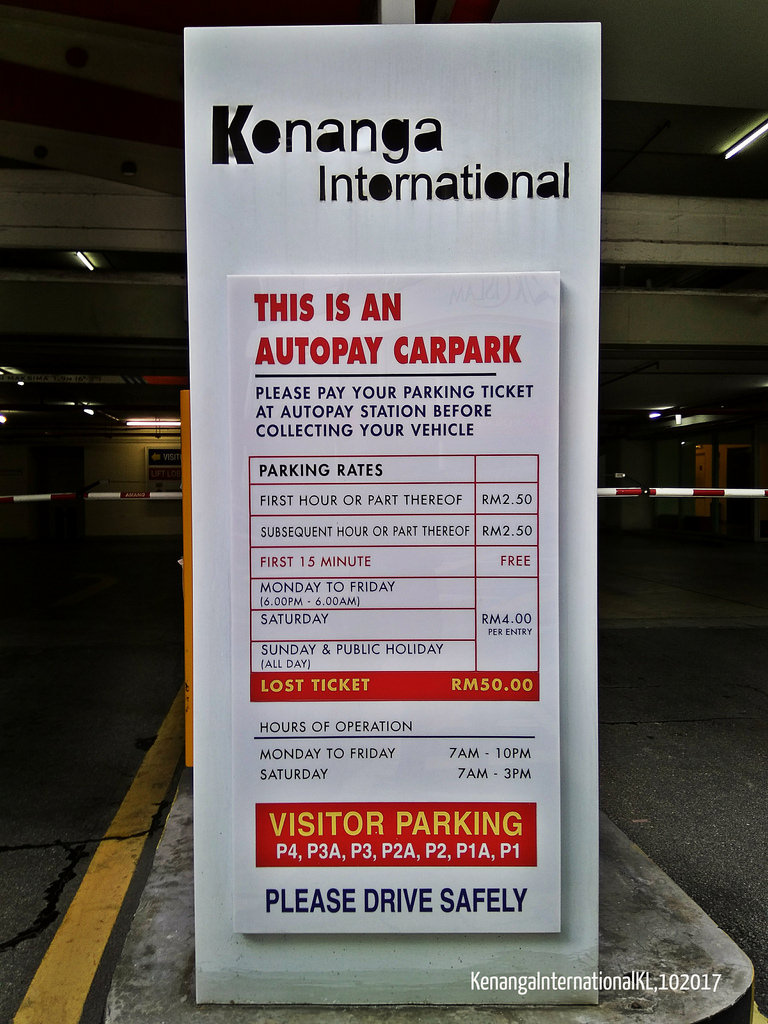 Kenanga
International
THIS IS AN
AUTOPAY CARPARK
PLEASE PAY YOUR PARKING TICKET
AT AUTOPAY STATION BEFORE
COLLECTING YOUR VEHICLE
PARKING RATES
FIRST HOUR OR PART THEREOF RM2.50
SUBSEQUENT HOUR OR PART THEREOF RM2.50
FIRST 15 MINUTE FREE
MONDAY TO FRIDAY
(6.00PM - 6.00AM)
SATURDAY RM4.00
PER ENTRY
SUNDAY & PUBLIC HOLIDAY
(ALL DAY)
LOST TICKET RM50.00
HOURS OF OPERATION
MONDAY TO FRIDAY 7AM - 10PM
SATURDAY 7AM - 3PM
VISITOR PARKING
P4, P3A, P3, P2A, P2, P1A, P1
PLEASE DRIVE SAFELY
KenangaInternationalKL,102017